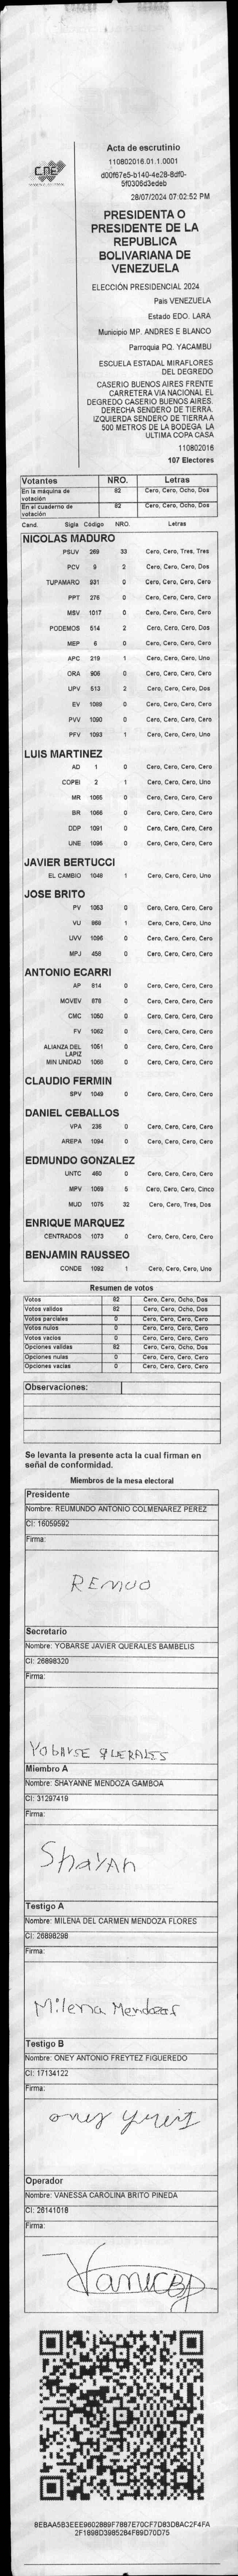 CNE
Acta de escrutinio
110802016.01.1.0001
d00f67e5-b140-4e28-8df0-
5f0306d3edeb
28/07/2024 07:02:52 PM
PRESIDENTA O
PRESIDENTE DE LA
REPUBLICA
BOLIVARIANA DE
VENEZUELA
ELECCIÓN PRESIDENCIAL 2024
Pais VENEZUELA
Estado EDO. LARA
Municipio MP. ANDRES E BLANCO
Parroquia PQ. YACAMBU
ESCUELA ESTADAL MIRAFLORES
DEL DEGREDO
CASERIO BUENOS AIRES FRENTE
CARRETERA VIA NACIONAL EL
DEGREDO CASERIO BUENOS AIRES.
DERECHA SENDERO DE TIERRA.
IZQUIERDA SENDERO DE TIERRA A
500 METROS DE LA BODEGA LA
ULTIMA COPA CASA
110802016
107 Electores
Votantes NRO. Letras
En la máquina de votación 82 Cero, Cero, Ocho, Dos
En el cuaderno de votación 82 Cero, Cero, Ocho, Dos
Cand. Sigla Código NRO. Letras
NICOLAS MADURO
PSUV 269 33 Cero, Cero, Tres, Tres
PCV 9 2 Cero, Cero, Cero, Dos
TUPAMARO 931 0 Cero, Cero, Cero, Cero
PPT 276 0 Cero, Cero, Cero, Cero
MSV 1017 0 Cero, Cero, Cero, Cero
PODEMOS 514 2 Cero, Cero, Cero, Dos
MEP 6 0 Cero, Cero, Cero, Cero
APC 219 1 Cero, Cero, Cero, Uno
ORA 906 0 Cero, Cero, Cero, Cero
UPV 513 2 Cero, Cero, Cero, Dos
EV 1089 0 Cero, Cero, Cero, Cero
PVV 1090 0 Cero, Cero, Cero, Cero
PFV 1093 1 Cero, Cero, Cero, Uno
LUIS MARTINEZ
AD 1 0 Cero, Cero, Cero, Cero
COPEI 2 1 Cero, Cero, Cero, Uno
MR 1065 0 Cero, Cero, Cero, Cero
BR 1066 0 Cero, Cero, Cero, Cero
DDP 1091 0 Cero, Cero, Cero, Cero
UNE 1095 0 Cero, Cero, Cero, Cero
JAVIER BERTUCCI
EL CAMBIO 1048 1 Cero, Cero, Cero, Uno
JOSE BRITO
PV 1053 0 Cero, Cero, Cero, Cero
VU 868 1 Cero, Cero, Cero, Uno
UVV 1096 0 Cero, Cero, Cero, Cero
MPJ 458 0 Cero, Cero, Cero, Cero
ANTONIO ECARRI
AP 814 0 Cero, Cero, Cero, Cero
MOVEV 878 0 Cero, Cero, Cero, Cero
CMC 1050 0 Cero, Cero, Cero, Cero
FV 1062 0 Cero, Cero, Cero, Cero
ALIANZA DEL LAPIZ 1051 0 Cero, Cero, Cero, Cero
MIN UNIDAD 1068 0 Cero, Cero, Cero, Cero
CLAUDIO FERMIN
SPV 1049 0 Cero, Cero, Cero, Cero
DANIEL CEBALLOS
VPA 236 0 Cero, Cero, Cero, Cero
AREPA 1094 0 Cero, Cero, Cero, Cero
EDMUNDO GONZALEZ
UNTC 460 0 Cero, Cero, Cero, Cero
MPV 1069 5 Cero, Cero, Cero, Cinco
MUD 1075 32 Cero, Cero, Tres, Dos
ENRIQUE MARQUEZ
CENTRADOS 1073 0 Cero, Cero, Cero, Cero
BENJAMIN RAUSSEO
CONDE 1092 1 Cero, Cero, Cero, Uno
Resumen de votos
Votos 82 Cero, Cero, Ocho, Dos
Votos validos 82 Cero, Cero, Ocho, Dos
Votos parciales 0 Cero, Cero, Cero, Cero
Votos nulos 0 Cero, Cero, Cero, Cero
Votos vacios 0 Cero, Cero, Cero, Cero
Opciones validas 82 Cero, Cero, Ocho, Dos
Opciones nulas 0 Cero, Cero, Cero, Cero
Opciones vacias 0 Cero, Cero, Cero, Cero
Observaciones:
Se levanta la presente acta la cual firman en
señal de conformidad.
Miembros de la mesa electoral
Presidente
Nombre: REUMUNDO ANTONIO COLMENAREZ PEREZ
CI: 16059592
Firma:
REMUO
Secretario
Nombre: YOBARSE JAVIER QUERALES BAMBELIS
CI: 26898320
Firma:
YObARSE QUERALES
Miembro A
Nombre: SHAYANNE MENDOZA GAMBOA
CI: 31297419
Firma:
ShaYAn
Testigo A
Nombre: MILENA DEL CARMEN MENDOZA FLORES
CI: 26898298
Firma:
Milena Mendozaf
Testigo B
Nombre: ONEY ANTONIO FREYTEZ FIGUEREDO
CI: 17134122
Firma:
Operador
Nombre: VANESSA CAROLINA BRITO PINEDA
CI: 26141018
Firma:
8EBAA5B3EEE9602889F7887E70CF7D83D8AC2F4FA
2F1898D3985284F89D70D75